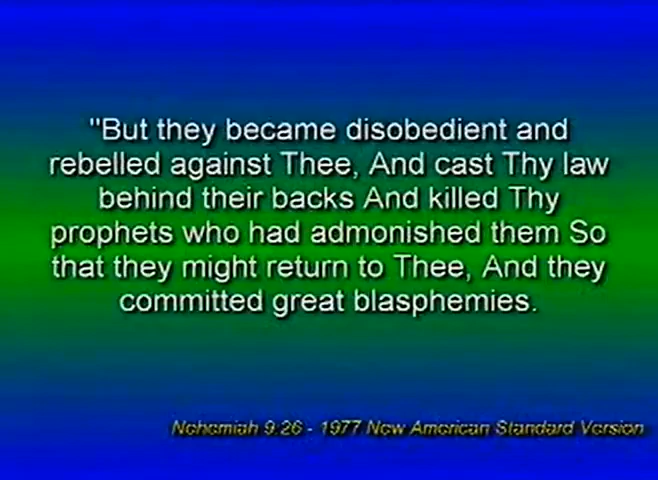 "But they became disobedient and
rebelled against Thee, And cast Thy law
behind their backs And killed Thy
prophets who had admonished them So
that they might return to Thee, And they
committed great blasphemies.
Nehemiah 9:26 - 1977 New American Standard Version